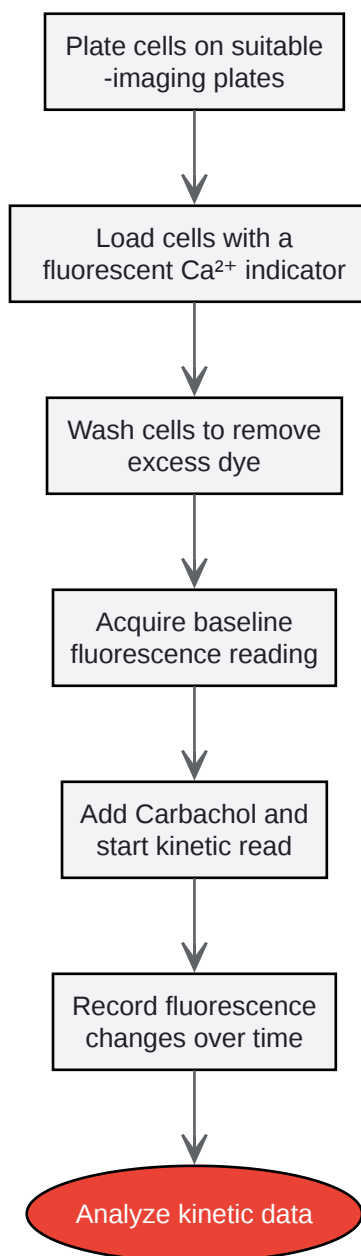 Plate cells on suitable
-imaging plates
Load cells with a
fluorescent Ca²⁺ indicator
Wash cells to remove
excess dye
Acquire baseline
fluorescence reading
Add Carbachol and
start kinetic read
Record fluorescence
changes over time
Analyze kinetic data